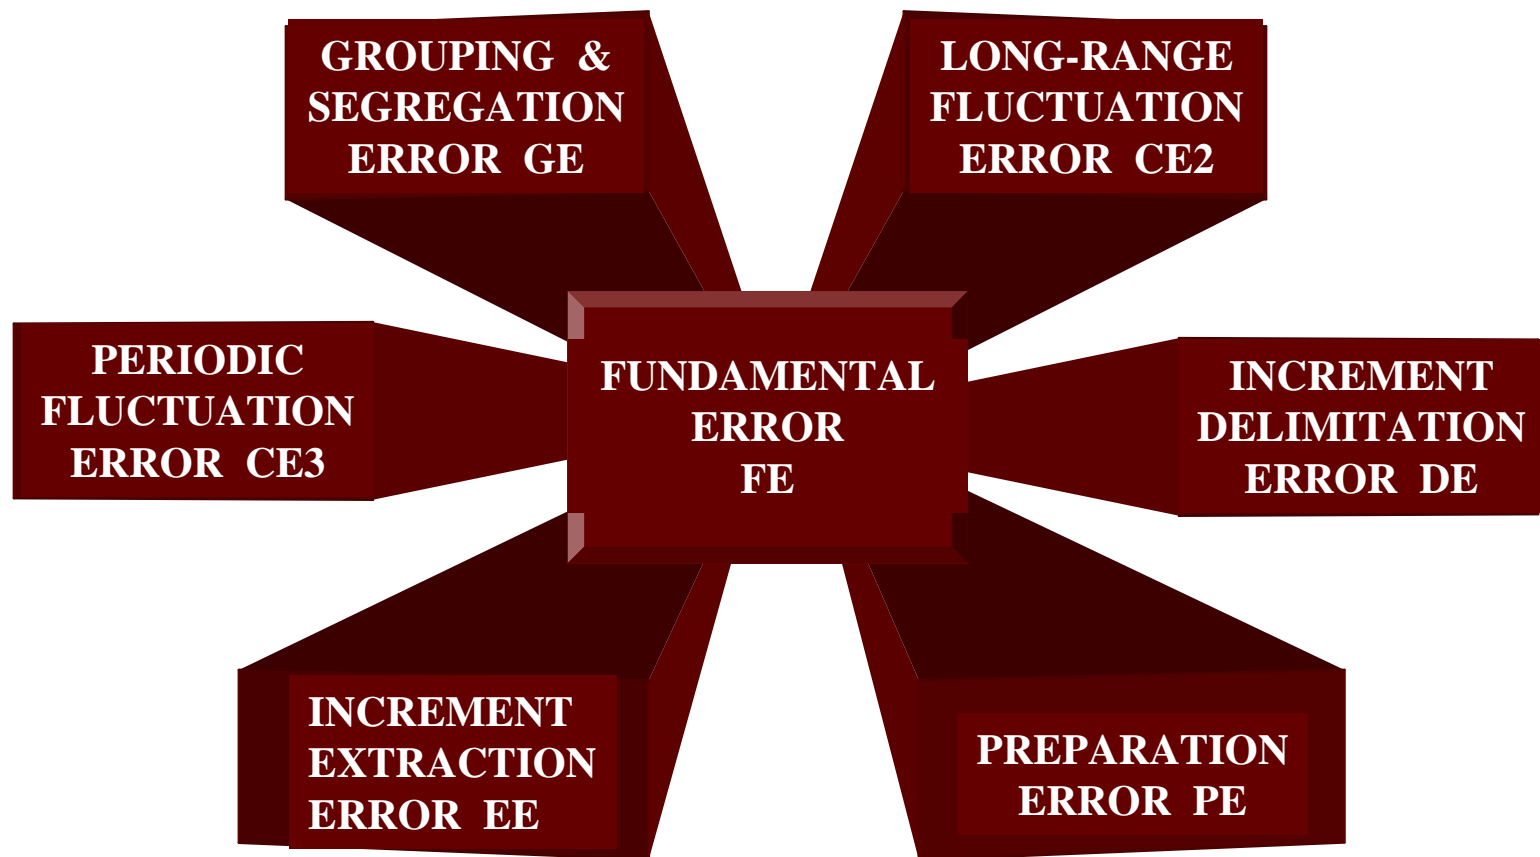 GROUPING &
SEGREGATION
ERROR GE
LONG-RANGE
FLUCTUATION
ERROR CE2
PERIODIC
FLUCTUATION
ERROR CE3
FUNDAMENTAL
ERROR
FE
INCREMENT
DELIMITATION
ERROR DE
INCREMENT
EXTRACTION
ERROR EE
PREPARATION
ERROR PE